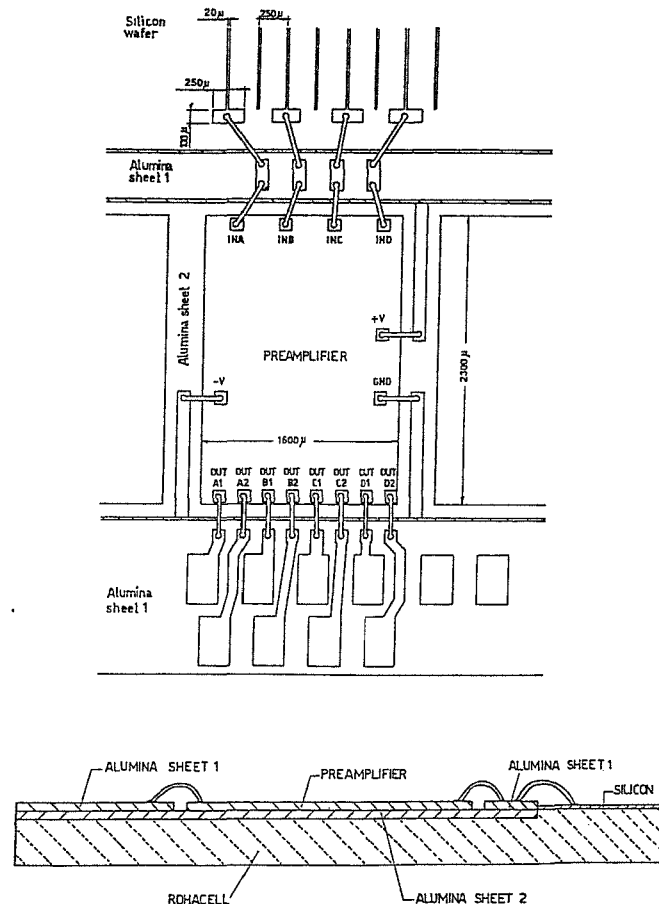 Silicon
wafer
20µ
250µ
250µ
100µ
Alumina
sheet 1
INA
INB
INC
IND
Alumina sheet 2
+V
PREAMPLIFIER
-V
GND
2300µ
1600µ
OUT
A1
OUT
A2
OUT
B1
OUT
B2
OUT
C1
OUT
C2
OUT
D1
OUT
D2
Alumina
sheet 1
ALUMINA SHEET 1
PREAMPLIFIER
ALUMINA SHEET 1
SILICON
ROHACELL
ALUMINA SHEET 2